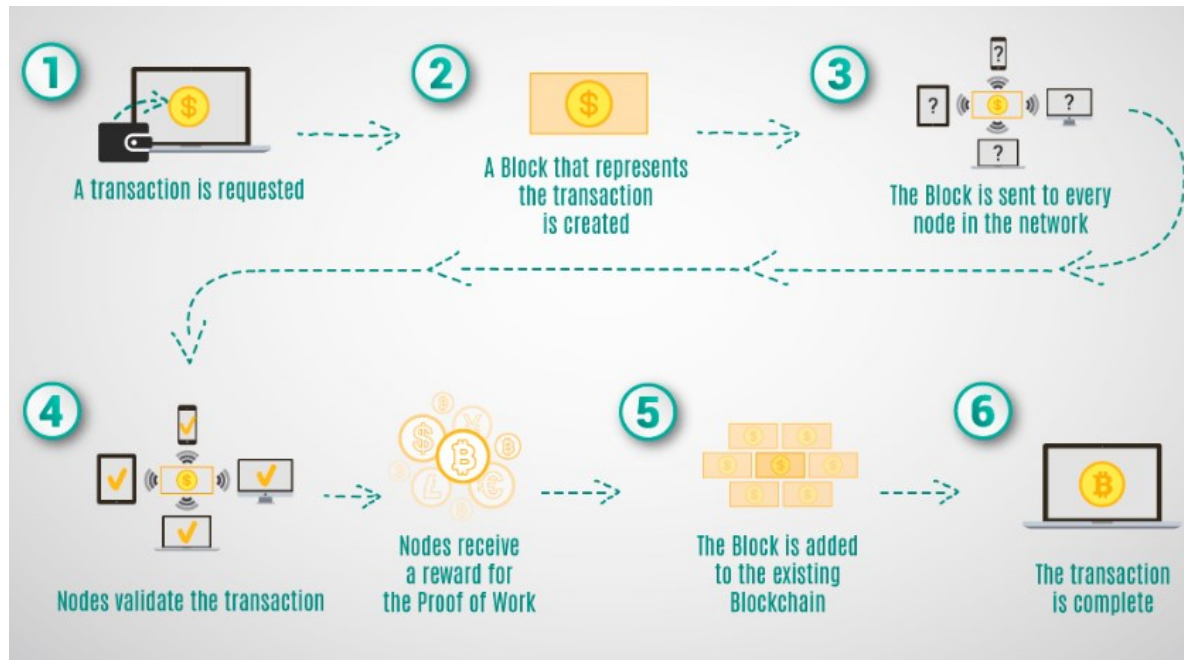 1
A transaction is requested
2
A Block that represents
the transaction
is created
3
?
?
?
?
The Block is sent to every
node in the network
4
Nodes validate the transaction
Nodes receive
a reward for
the Proof of Work
5
The Block is added
to the existing
Blockchain
6
The transaction
is complete